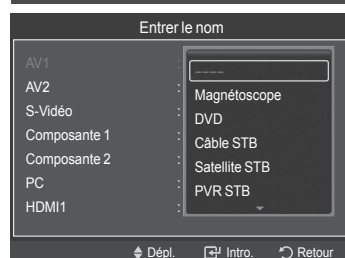 Entrer le nom
AV1 : ----
AV2 : Magnétoscope
S-Vidéo : DVD
Composante 1 : Câble STB
Composante 2 : Satellite STB
PC : PVR STB
HDMI1 :
Dépl. Intro. Retour